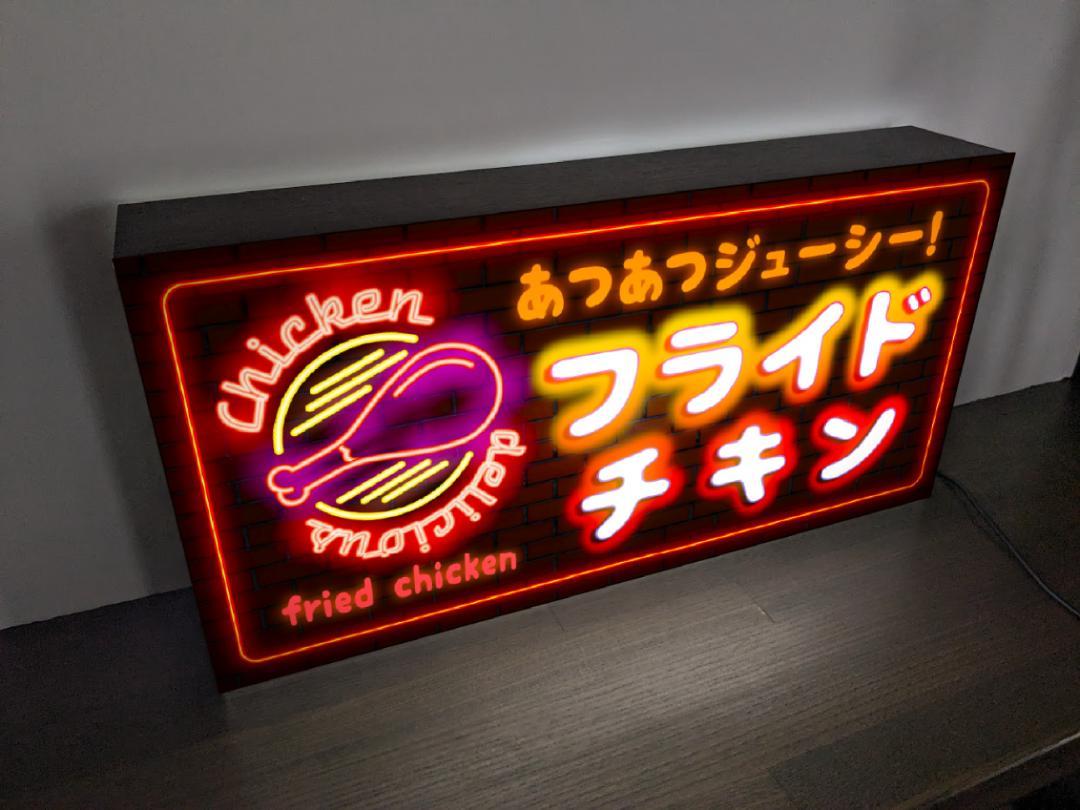 Chicken
delicious
fried chicken
あつあつジューシー!
フライド
チキン